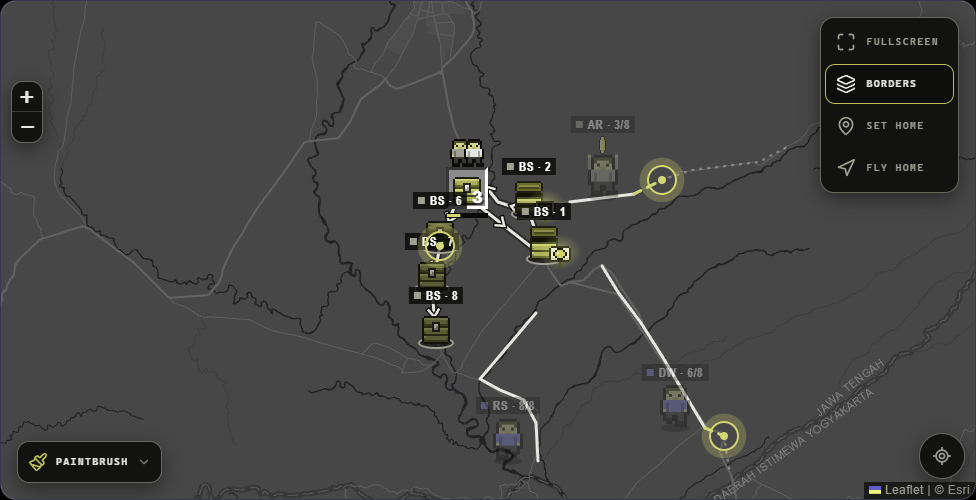 FULLSCREEN
BORDERS
SET HOME
FLY HOME
+
−
AR - 3/8
BS - 2
BS - 6
3
BS - 1
BS - 7
BS - 8
DW - 6/8
RS - 8/8
JAWA TENGAH
DAERAH ISTIMEWA YOGYAKARTA
PAINTBRUSH
Leaflet | © Esri